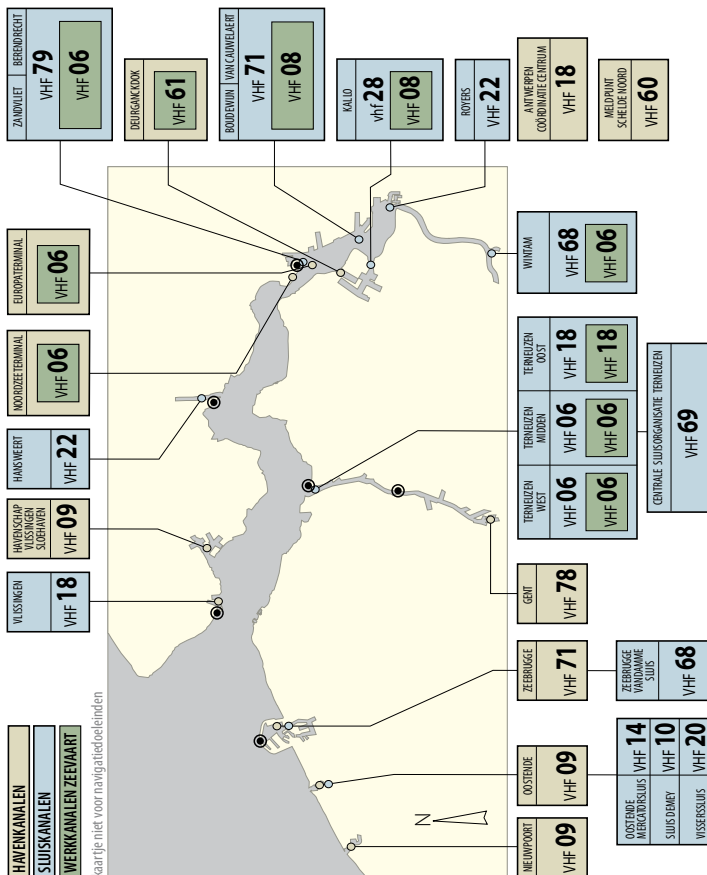 HAVENKANALEN
SLUISKANALEN
WERKKANALEN ZEEVAART
kaartje niet voor navigatiedoeleinden
VLISSINGEN
VHF 18
HAVENSCHAP
VLISSINGEN
SLOEHAVEN
VHF 09
HANSWEERT
VHF 22
NOORDZEETERMINAL
VHF 06
EUROPATERMINAL
VHF 06
ZANDVLIET
BERENDRECHT
VHF 79
VHF 06
DEURGANCKDOK
VHF 61
BOUDEWIJN
VAN CAUWELAERT
VHF 71
VHF 08
KALLO
vhf 28
VHF 08
ROYERS
VHF 22
ANTWERPEN
COÖRDINATIE CENTRUM
VHF 18
MELDPUNT
SCHELDE NOORD
VHF 60
N
NIEUWPOORT
VHF 09
OOSTENDE
VHF 09
OOSTENDE
MERCATORSLUIS
VHF 14
SLUIS DEMEY
VHF 10
VISSERSSLUIS
VHF 20
ZEEBRUGGE
VHF 71
ZEEBRUGGE
VANDAMME
SLUIS
VHF 68
GENT
VHF 78
TERNEUZEN
WEST
VHF 06
VHF 06
TERNEUZEN
MIDDEN
VHF 06
VHF 06
TERNEUZEN
OOST
VHF 18
VHF 18
CENTRALE SLUISORGANISATIE TERNEUZEN
VHF 69
WINTAM
VHF 68
VHF 06